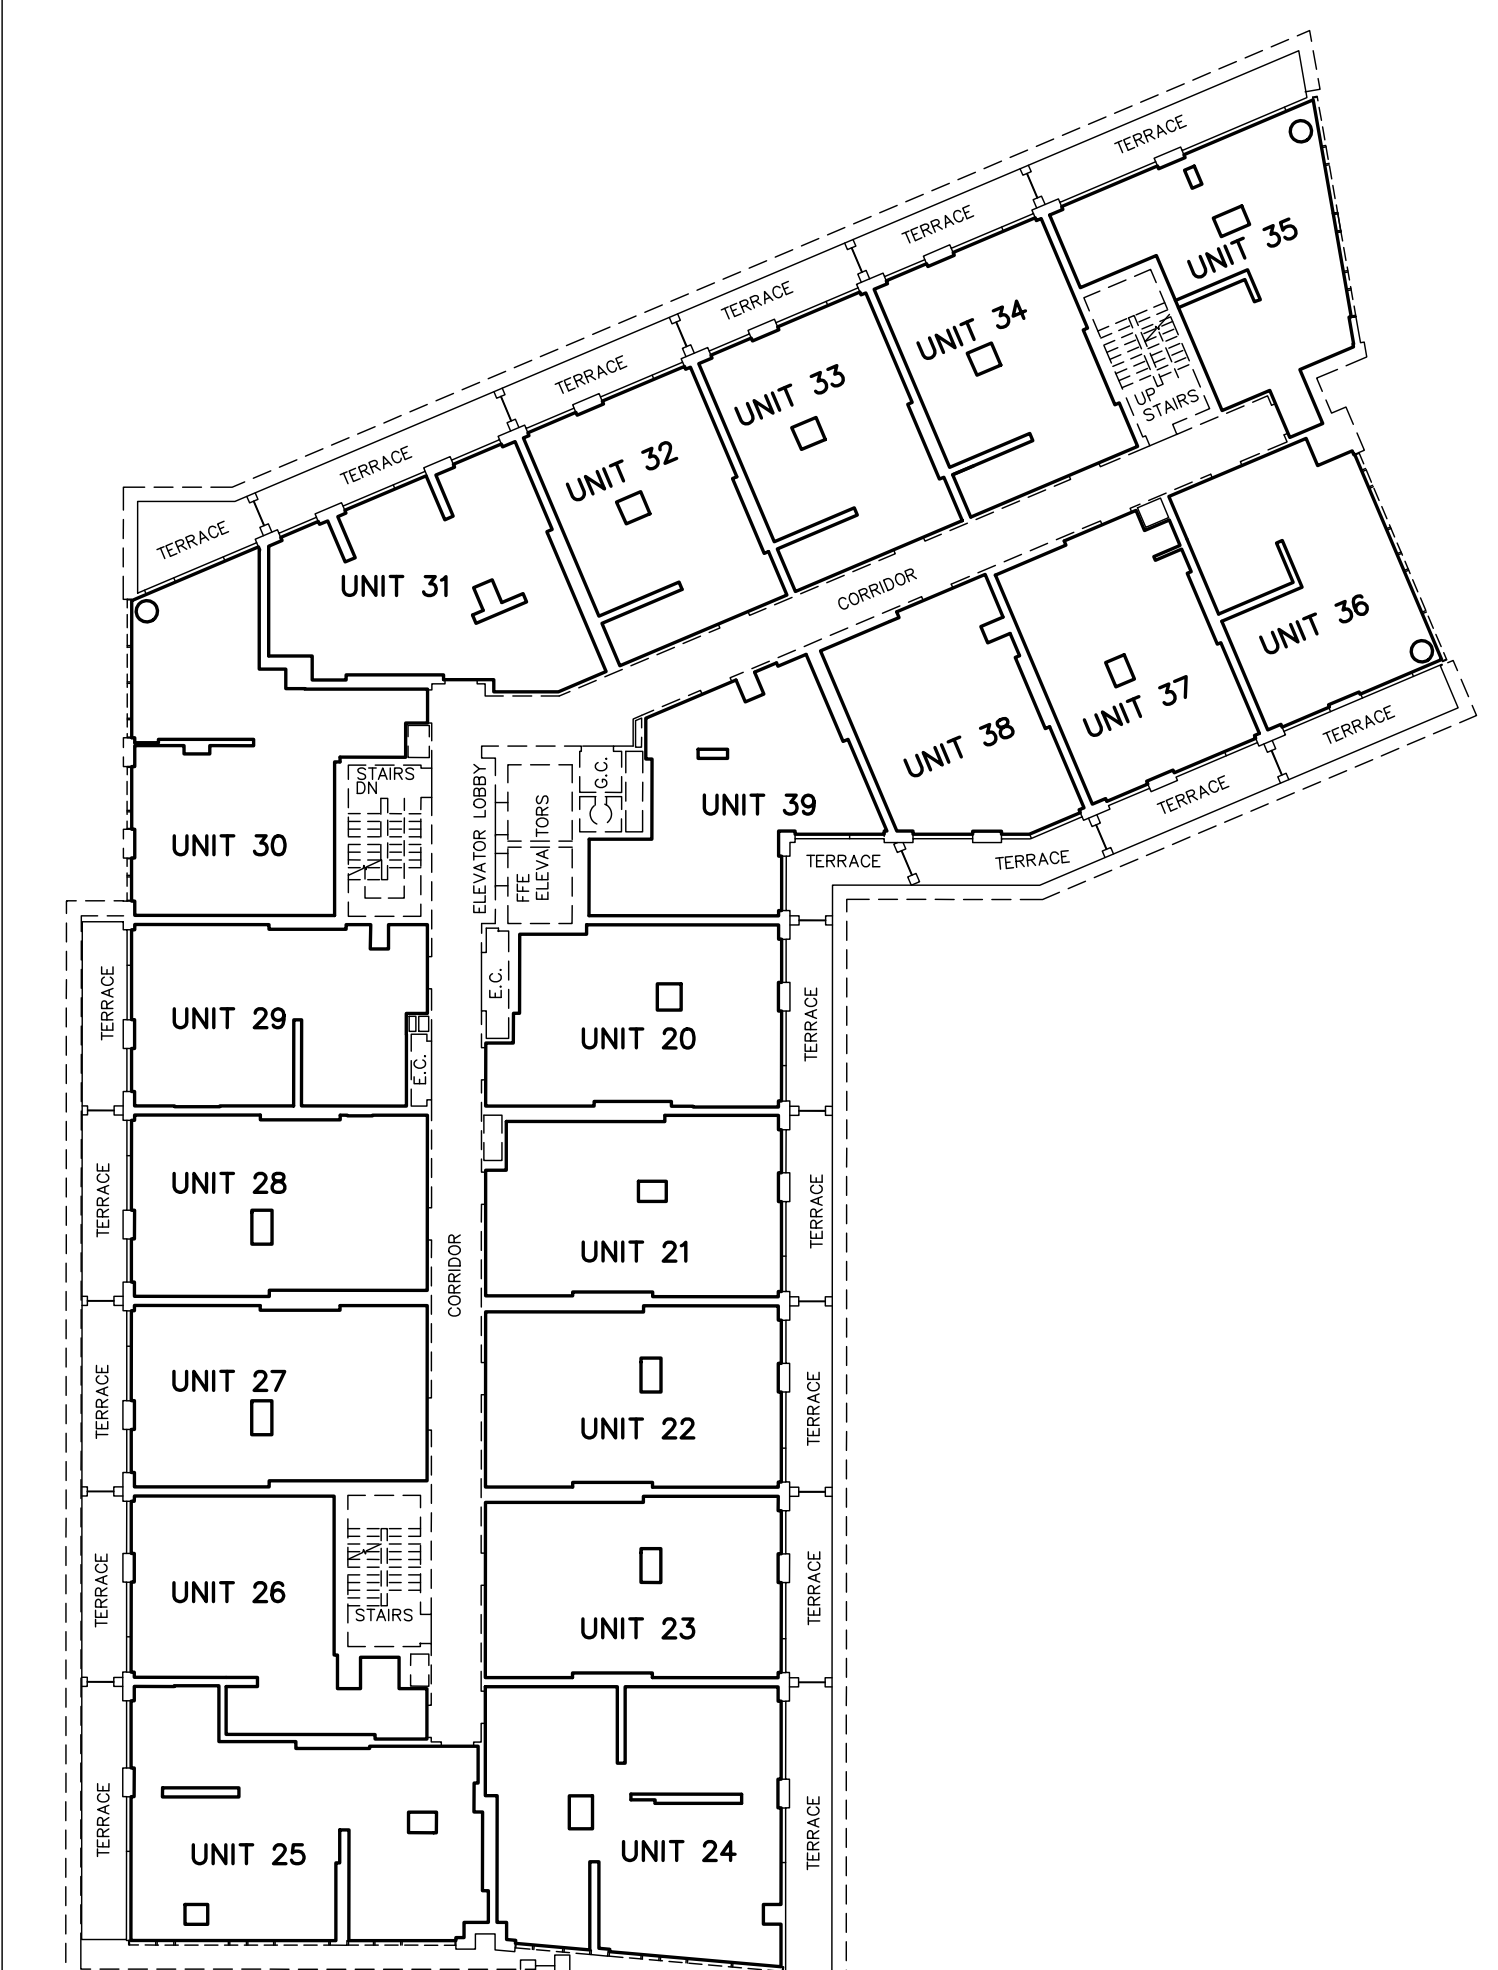 TERRACE
UNIT 35
TERRACE
UNIT 34
TERRACE
UNIT 33
UP
STAIRS
TERRACE
UNIT 32
TERRACE
UNIT 31
TERRACE
CORRIDOR
UNIT 36
TERRACE
UNIT 37
TERRACE
UNIT 38
TERRACE
UNIT 39
TERRACE
STAIRS
DN
ELEVATOR LOBBY
FFE
ELEVATORS
G.C.
UNIT 30
TERRACE
UNIT 29
E.C.
E.C.
UNIT 20
TERRACE
TERRACE
UNIT 28
CORRIDOR
UNIT 21
TERRACE
TERRACE
UNIT 27
UNIT 22
TERRACE
TERRACE
UNIT 26
STAIRS
UNIT 23
TERRACE
TERRACE
UNIT 25
UNIT 24
TERRACE